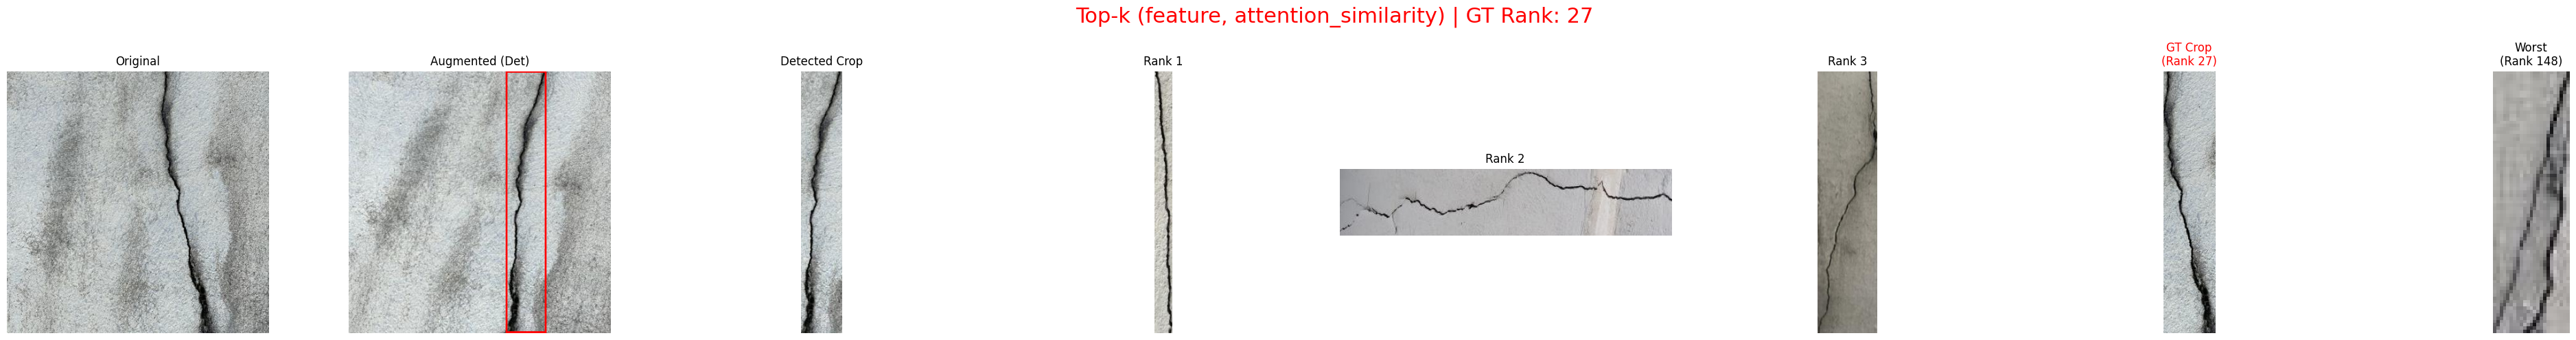 Top-k (feature, attention_similarity) | GT Rank: 27
Original
Augmented (Det)
Detected Crop
Rank 1
Rank 2
Rank 3
GT Crop
(Rank 27)
Worst
(Rank 148)